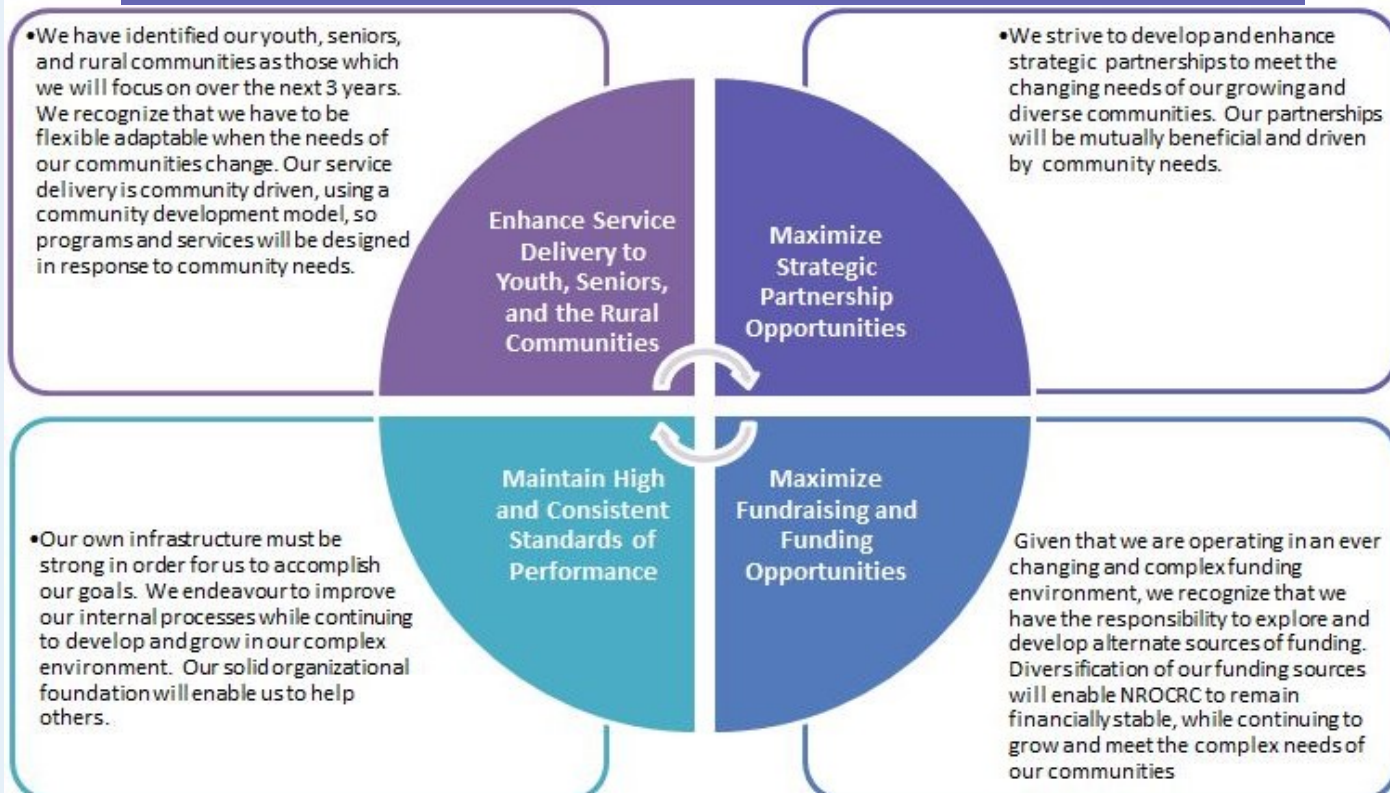 •We have identified our youth, seniors,
and rural communities as those which
we will focus on over the next 3 years.
We recognize that we have to be
flexible adaptable when the needs of
our communities change. Our service
delivery is community driven, using a
community development model, so
programs and services will be designed
in response to community needs.
•We strive to develop and enhance
strategic partnerships to meet the
changing needs of our growing and
diverse communities. Our partnerships
will be mutually beneficial and driven
by community needs.
Enhance Service
Delivery to
Youth, Seniors,
and the Rural
Communities
Maximize
Strategic
Partnership
Opportunities
Maintain High
and Consistent
Standards of
Performance
Maximize
Fundraising and
Funding
Opportunities
•Our own infrastructure must be
strong in order for us to accomplish
our goals. We endeavour to improve
our internal processes while continuing
to develop and grow in our complex
environment. Our solid organizational
foundation will enable us to help
others.
Given that we are operating in an ever
changing and complex funding
environment, we recognize that we
have the responsibility to explore and
develop alternate sources of funding.
Diversification of our funding sources
will enable NROCRC to remain
financially stable, while continuing to
grow and meet the complex needs of
our communities